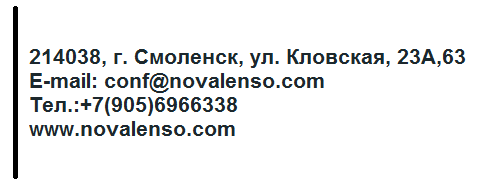 214038, г. Смоленск, ул. Кловская, 23А,63
E-mail: conf@novalenso.com
Тел.:+7(905)6966338
www.novalenso.com